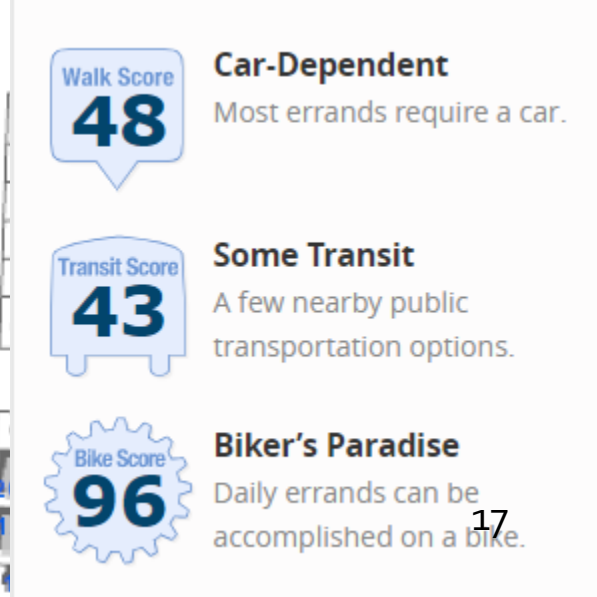 Walk Score
48
Car-Dependent
Most errands require a car.
Transit Score
43
Some Transit
A few nearby public
transportation options.
Bike Score
96
Biker’s Paradise
Daily errands can be
accomplished on a bike.
17